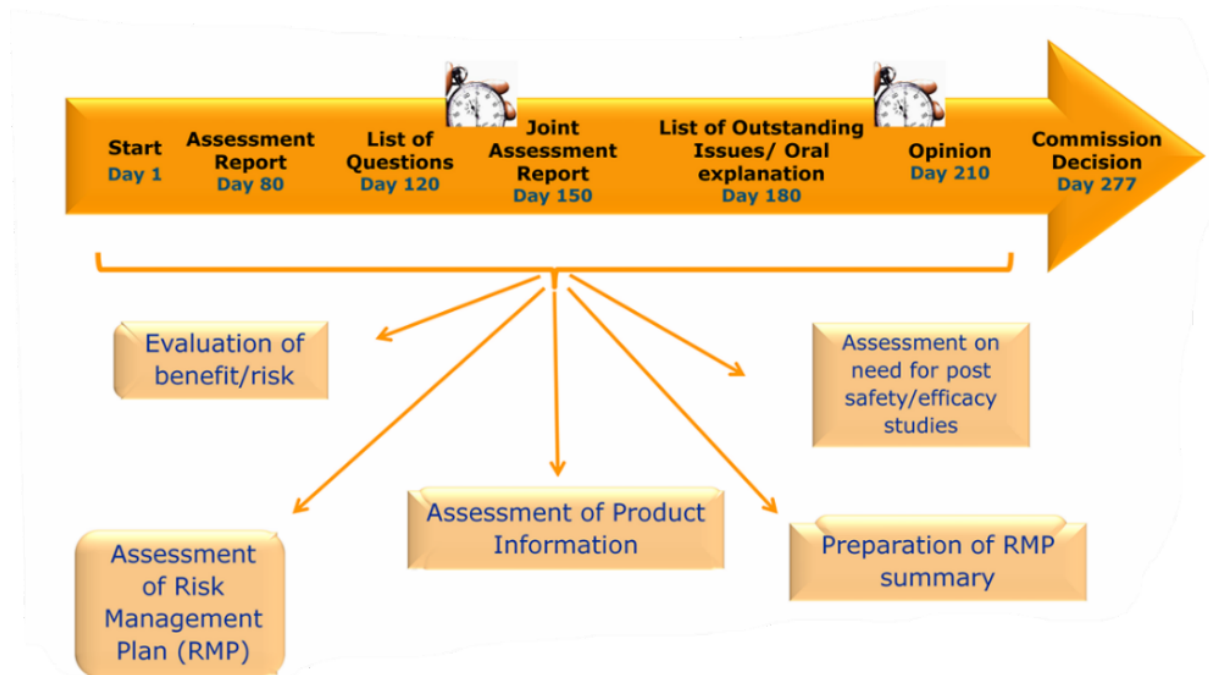 Start
Day 1
Assessment
Report
Day 80
List of
Questions
Day 120
Joint
Assessment
Report
Day 150
List of Outstanding
Issues/ Oral
explanation
Day 180
Opinion
Day 210
Commission
Decision
Day 277
Evaluation of
benefit/risk
Assessment on
need for post
safety/efficacy
studies
Assessment
of Risk
Management
Plan (RMP)
Assessment of Product
Information
Preparation of RMP
summary